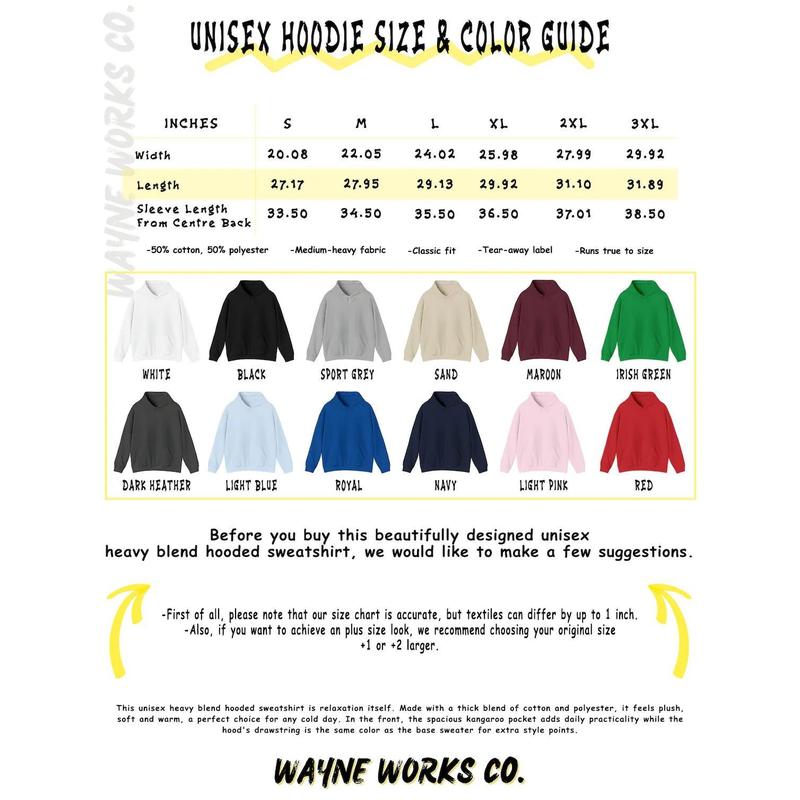 WAYNE WORKS CO.
UNISEX HOODIE SIZE & COLOR GUIDE
INCHES S M L XL 2XL 3XL
Width 20.08 22.05 24.02 25.98 27.99 29.92
Length 27.17 27.95 29.13 29.92 31.10 31.89
Sleeve Length
From Centre Back 33.50 34.50 35.50 36.50 37.01 38.50
-50% cotton, 50% polyester -Medium-heavy fabric -Classic fit -Tear-away label -Runs true to size
WHITE BLACK SPORT GREY SAND MAROON IRISH GREEN
DARK HEATHER LIGHT BLUE ROYAL NAVY LIGHT PINK RED
Before you buy this beautifully designed unisex
heavy blend hooded sweatshirt, we would like to make a few suggestions.
-First of all, please note that our size chart is accurate, but textiles can differ by up to 1 inch.
-Also, if you want to achieve an plus size look, we recommend choosing your original size
+1 or +2 larger.
This unisex heavy blend hooded sweatshirt is relaxation itself. Made with a thick blend of cotton and polyester, it feels plush,
soft and warm, a perfect choice for any cold day. In the front, the spacious kangaroo pocket adds daily practicality while the
hood's drawstring is the same color as the base sweater for extra style points.
WAYNE WORKS CO.